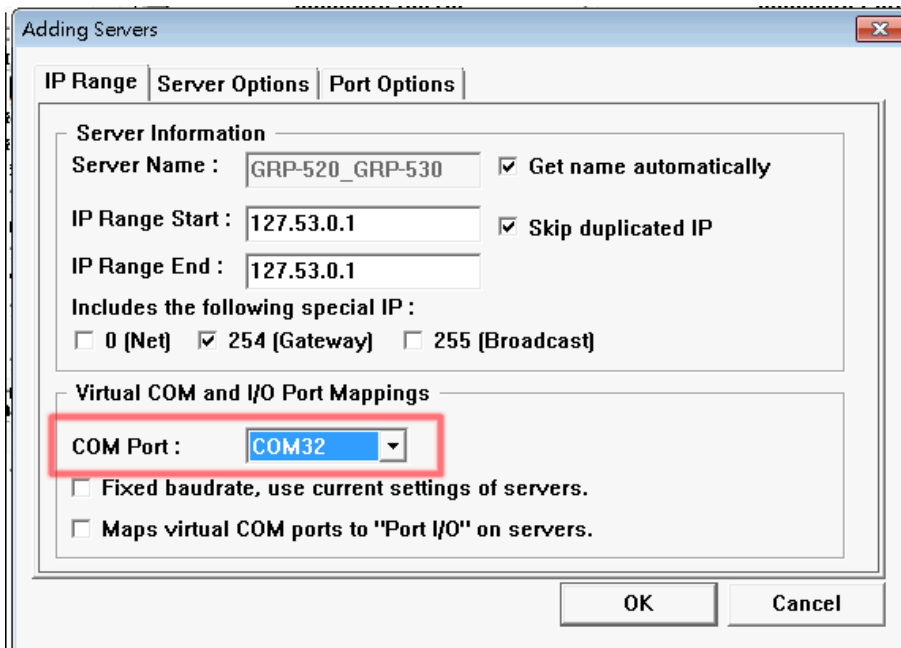 Adding Servers
IP Range Server Options Port Options
Server Information
Server Name : GRP-520_GRP-530 Get name automatically
IP Range Start : 127.53.0.1 Skip duplicated IP
IP Range End : 127.53.0.1
Includes the following special IP :
0 (Net) 254 (Gateway) 255 (Broadcast)
Virtual COM and I/O Port Mappings
COM Port : COM32
Fixed baudrate, use current settings of servers.
Maps virtual COM ports to "Port I/O" on servers.
OK Cancel